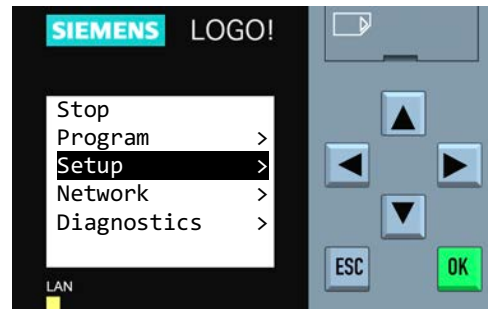 SIEMENS LOGO!
Stop
Program >
Setup >
Network >
Diagnostics >
ESC OK
LAN